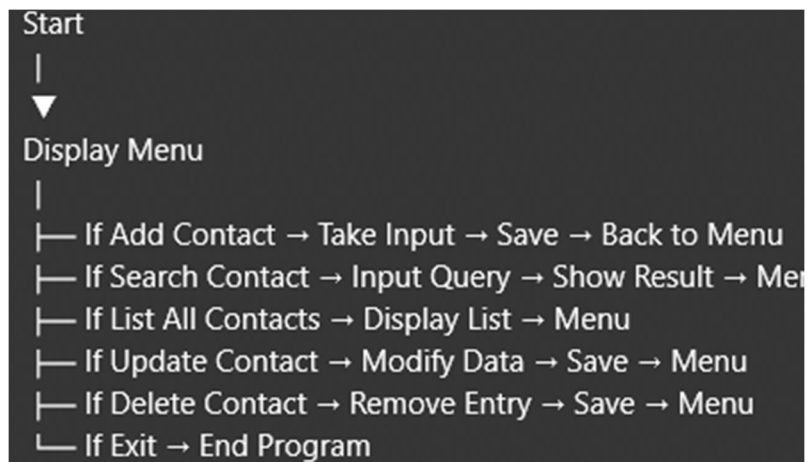 Start
|
▼
Display Menu
|
├── If Add Contact → Take Input → Save → Back to Menu
├── If Search Contact → Input Query → Show Result →
├── If List All Contacts → Display List → Menu
├── If Update Contact → Modify Data → Save → Menu
├── If Delete Contact → Remove Entry → Save → Menu
└── If Exit → End Program